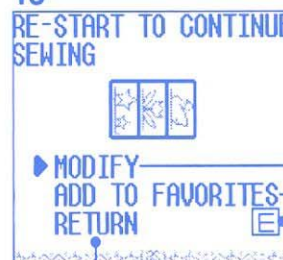 RE-START TO CONTINUE
SEWING
MODIFY
ADD TO FAVORITES
RETURN
E